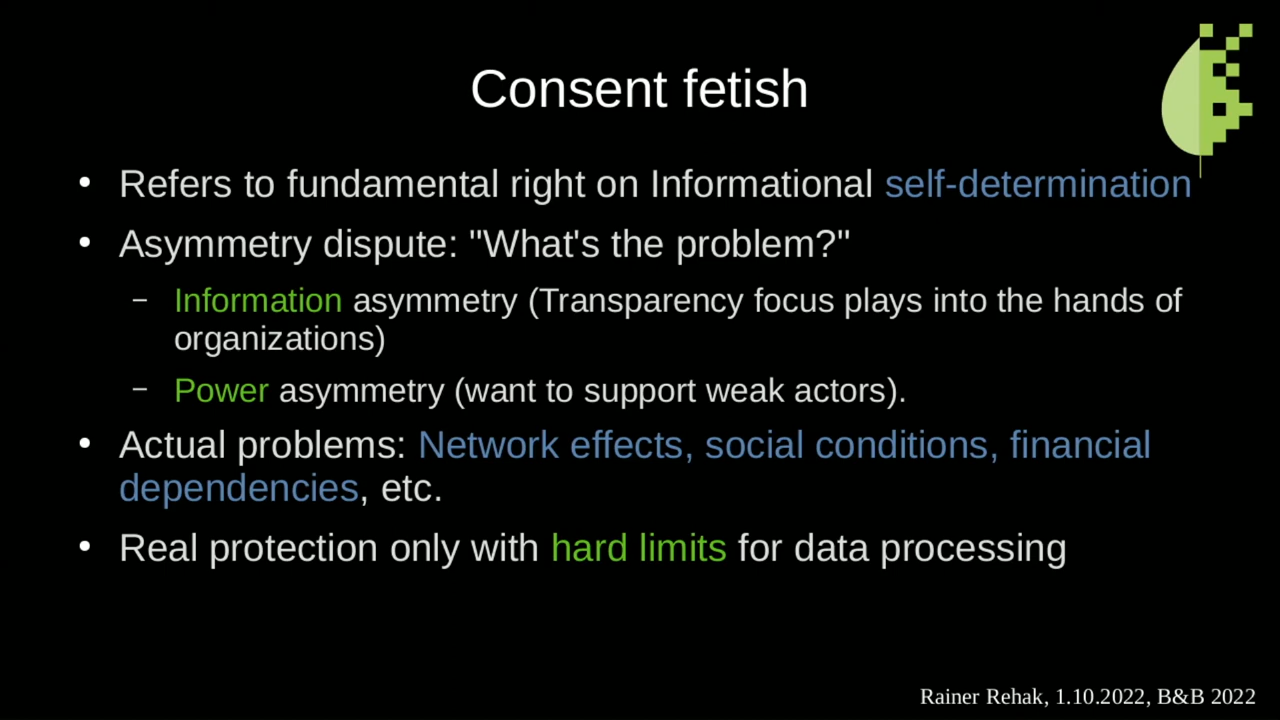 Consent fetish
• Refers to fundamental right on Informational self-determination
• Asymmetry dispute: "What's the problem?"
– Information asymmetry (Transparency focus plays into the hands of
organizations)
– Power asymmetry (want to support weak actors).
• Actual problems: Network effects, social conditions, financial
dependencies, etc.
• Real protection only with hard limits for data processing
Rainer Rehak, 1.10.2022, B&B 2022